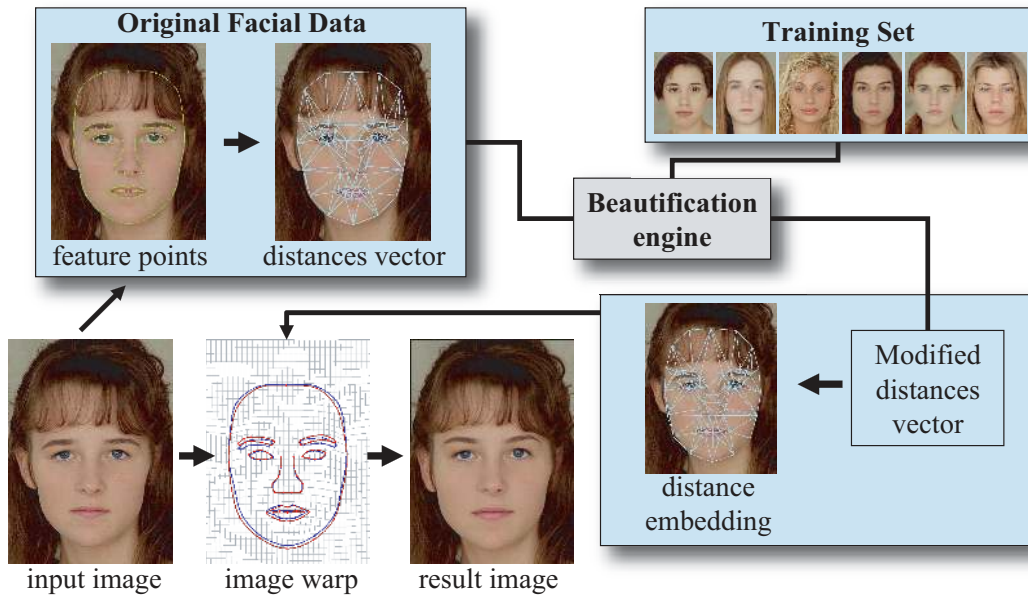 Original Facial Data
feature points
distances vector
Training Set
Beautification
engine
Modified
distances
vector
distance
embedding
input image
image warp
result image